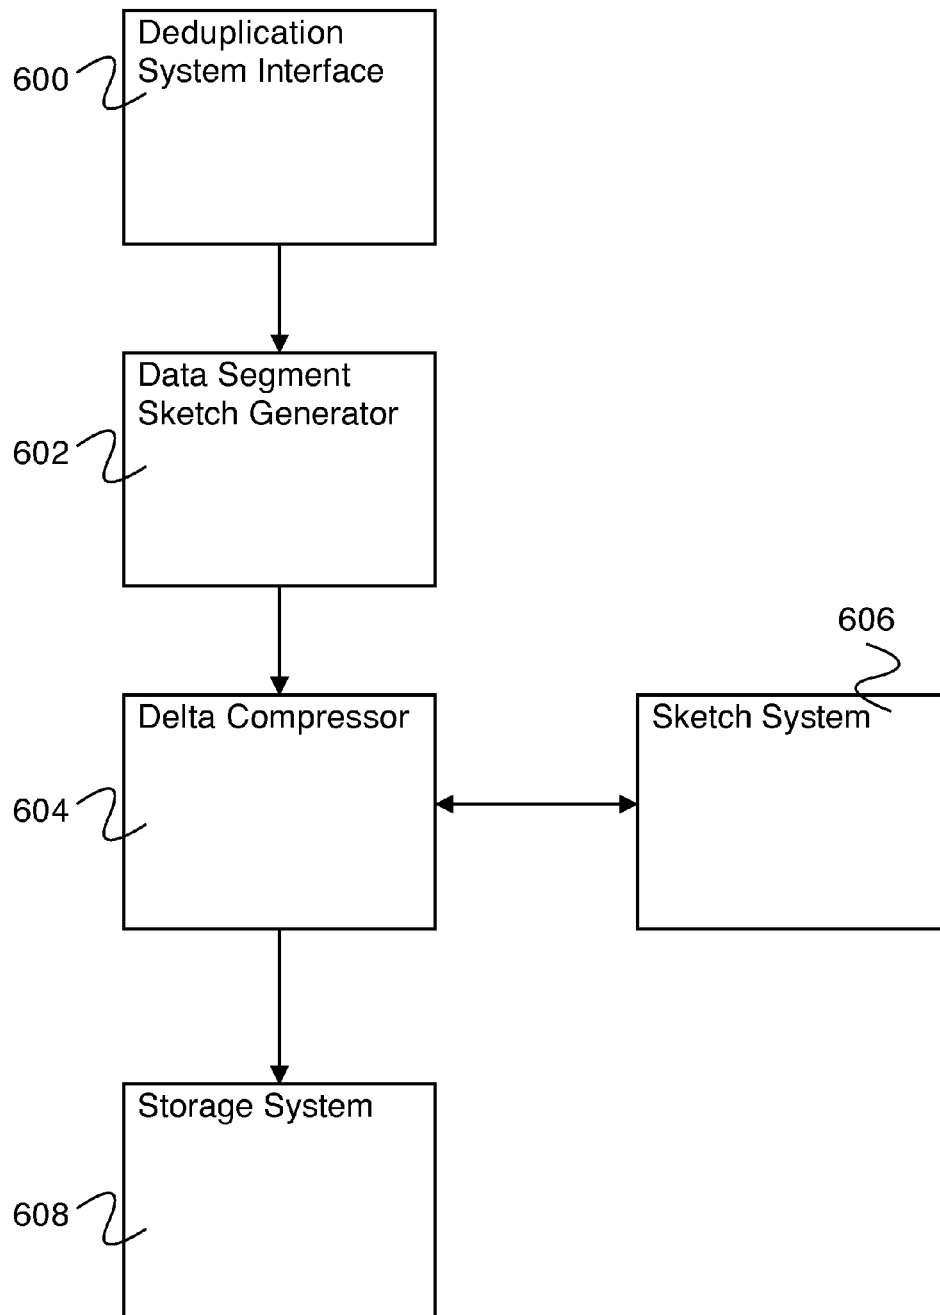 Deduplication
System Interface
600
Data Segment
Sketch Generator
602
606
Delta Compressor
Sketch System
604
Storage System
608